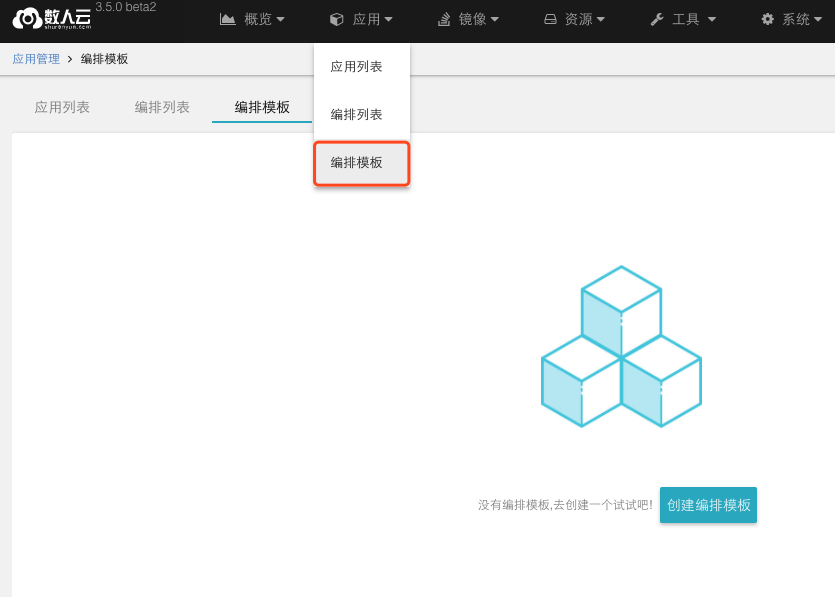 数人云 3.5.0 beta2
shurenyun.com
概览 应用 镜像 资源 工具 系统
应用管理 > 编排模板
应用列表 编排列表 编排模板
应用列表
编排列表
编排模板
没有编排模板,去创建一个试试吧! 创建编排模板